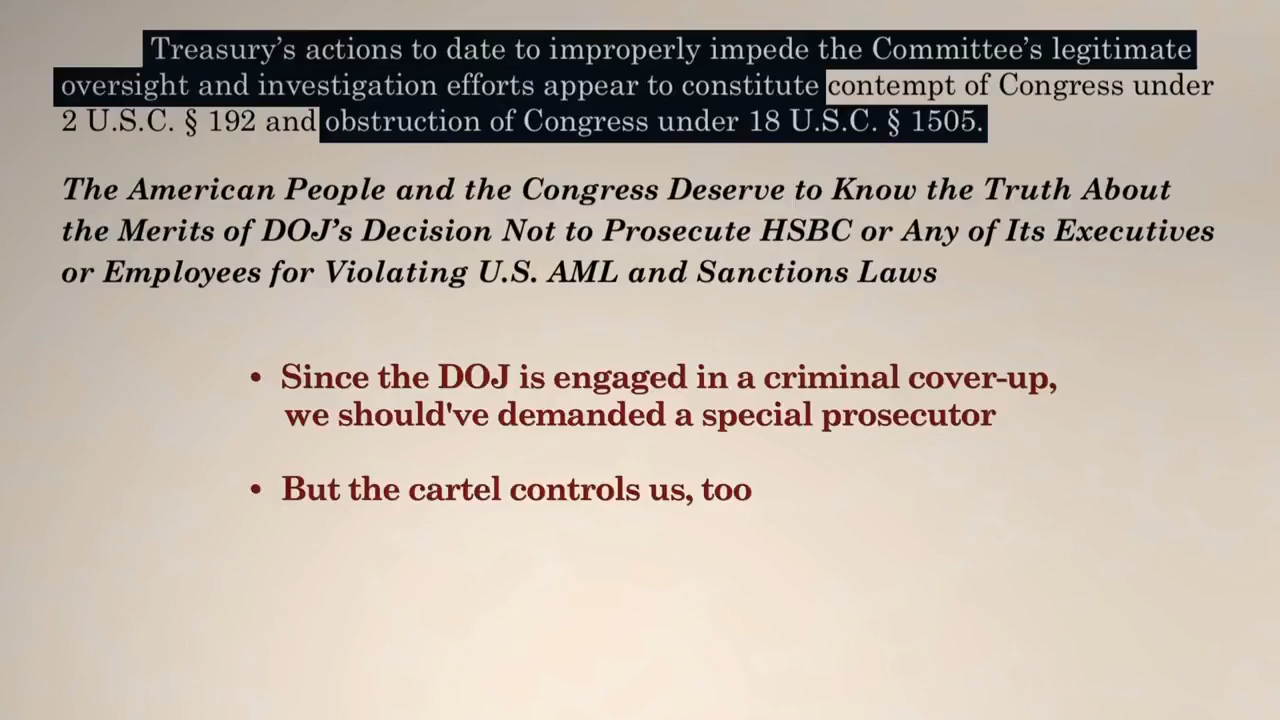 Treasury’s actions to date to improperly impede the Committee’s legitimate
oversight and investigation efforts appear to constitute contempt of Congress under
2 U.S.C. § 192 and obstruction of Congress under 18 U.S.C. § 1505.
The American People and the Congress Deserve to Know the Truth About
the Merits of DOJ’s Decision Not to Prosecute HSBC or Any of Its Executives
or Employees for Violating U.S. AML and Sanctions Laws
• Since the DOJ is engaged in a criminal cover-up,
we should've demanded a special prosecutor
• But the cartel controls us, too